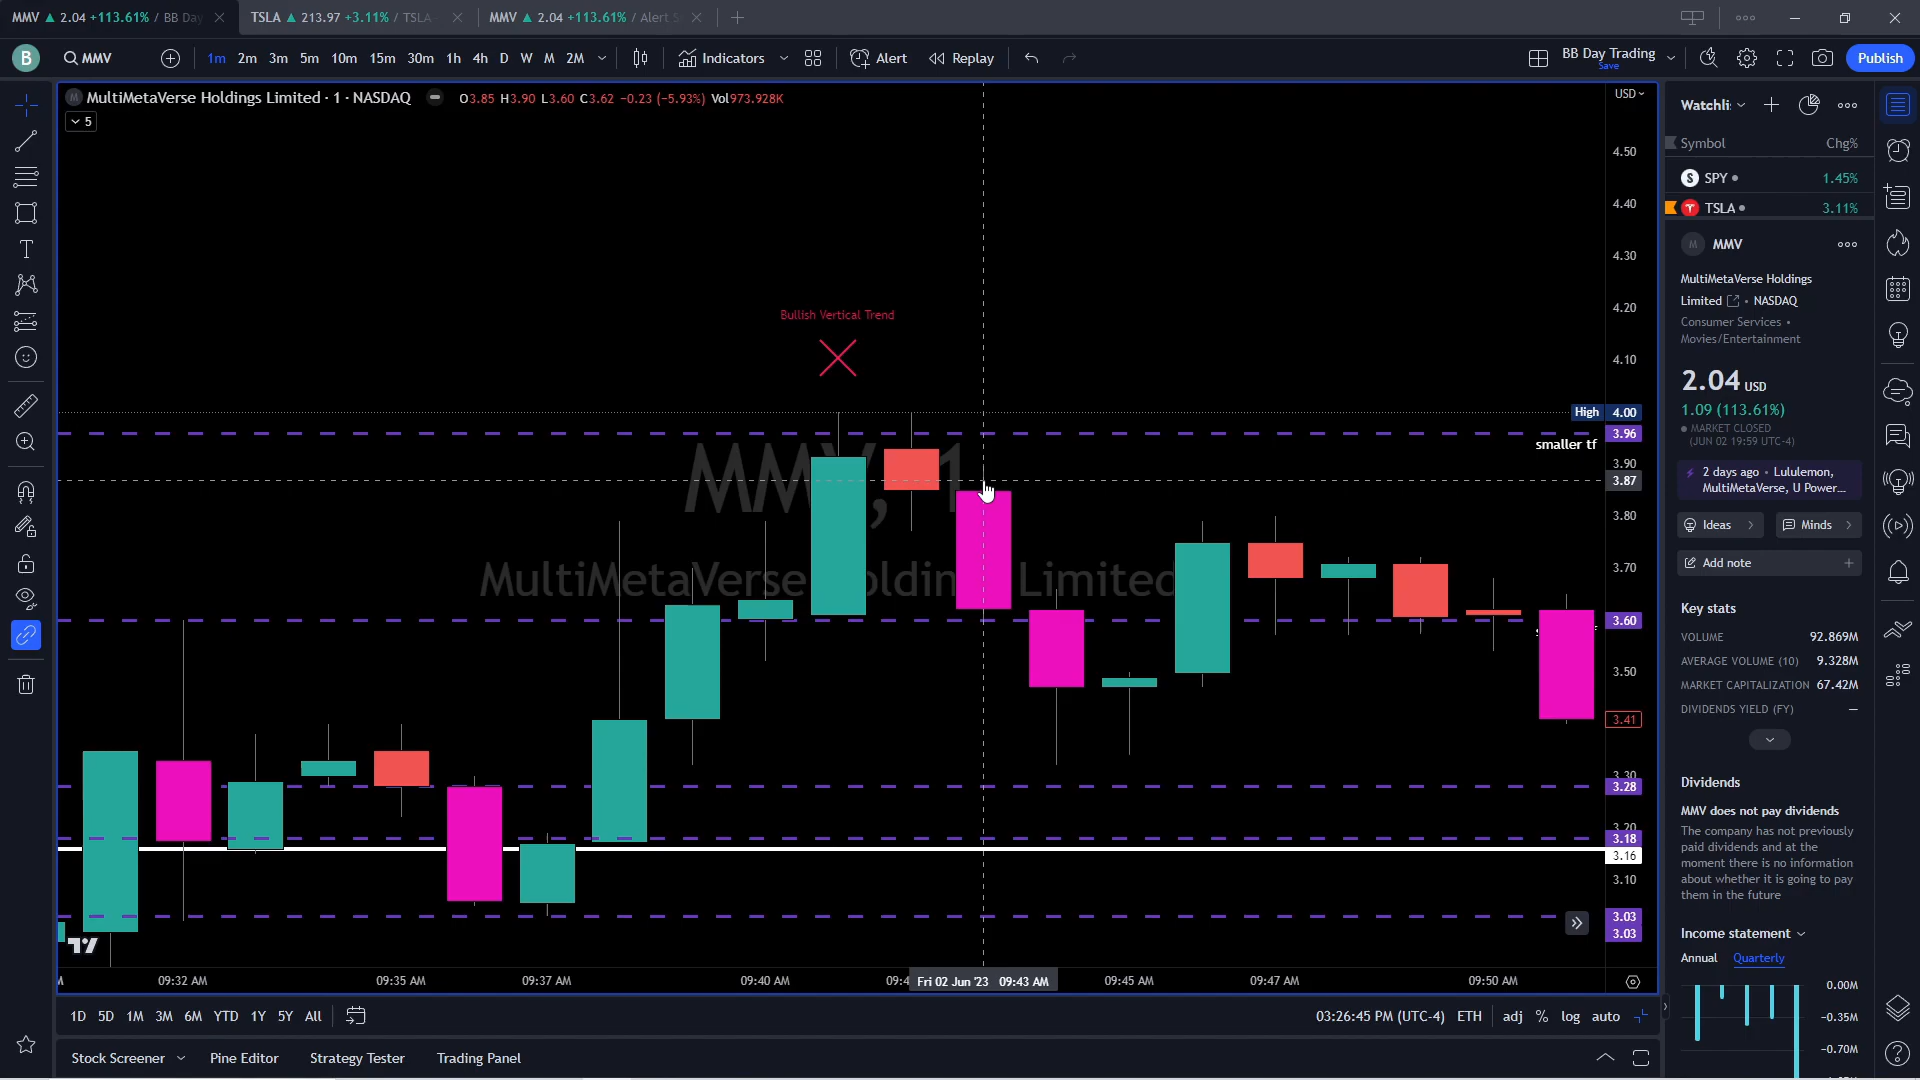 MMV ▲ 2.04 +113.61% / BB Day
TSLA ▲ 213.97 +3.11% / TSLA
MMV ▲ 2.04 +113.61% / Alert S
B
MMV
1m 2m 3m 5m 10m 15m 30m 1h 4h D W M 2M
Indicators
Alert
Replay
BB Day Trading
Save
Publish
M
MultiMetaVerse Holdings Limited · 1 · NASDAQ
O3.85 H3.90 L3.60 C3.62 −0.23 (−5.93%) Vol973.928K
5
USD
4.50
4.40
4.30
4.20
4.10
High 4.00
3.96
3.90
3.87
3.80
3.70
3.60
3.50
3.41
3.30
3.28
3.20
3.18
3.16
3.10
3.03
3.03
Bullish Vertical Trend
smaller tf
MMV, 1
MultiMetaVerse Holdings Limited
09:32 AM
09:35 AM
09:37 AM
09:40 AM
09:4
Fri 02 Jun '23 09:43 AM
09:45 AM
09:47 AM
09:50 AM
1D 5D 1M 3M 6M YTD 1Y 5Y All
03:26:45 PM (UTC-4) ETH adj % log auto
Stock Screener
Pine Editor
Strategy Tester
Trading Panel
Watchli
Symbol Chg%
S SPY 1.45%
TSLA 3.11%
M MMV
MultiMetaVerse Holdings
Limited • NASDAQ
Consumer Services •
Movies/Entertainment
2.04 USD
1.09 (113.61%)
MARKET CLOSED
(JUN 02 19:59 UTC-4)
2 days ago • Lululemon,
MultiMetaVerse, U Power...
Ideas
Minds
Add note
Key stats
VOLUME 92.869M
AVERAGE VOLUME (10) 9.328M
MARKET CAPITALIZATION 67.42M
DIVIDENDS YIELD (FY) —
Dividends
MMV does not pay dividends
The company has not previously
paid dividends and at the
moment there is no information
about whether it is going to pay
them in the future
Income statement
Annual Quarterly
0.00M
−0.35M
−0.70M